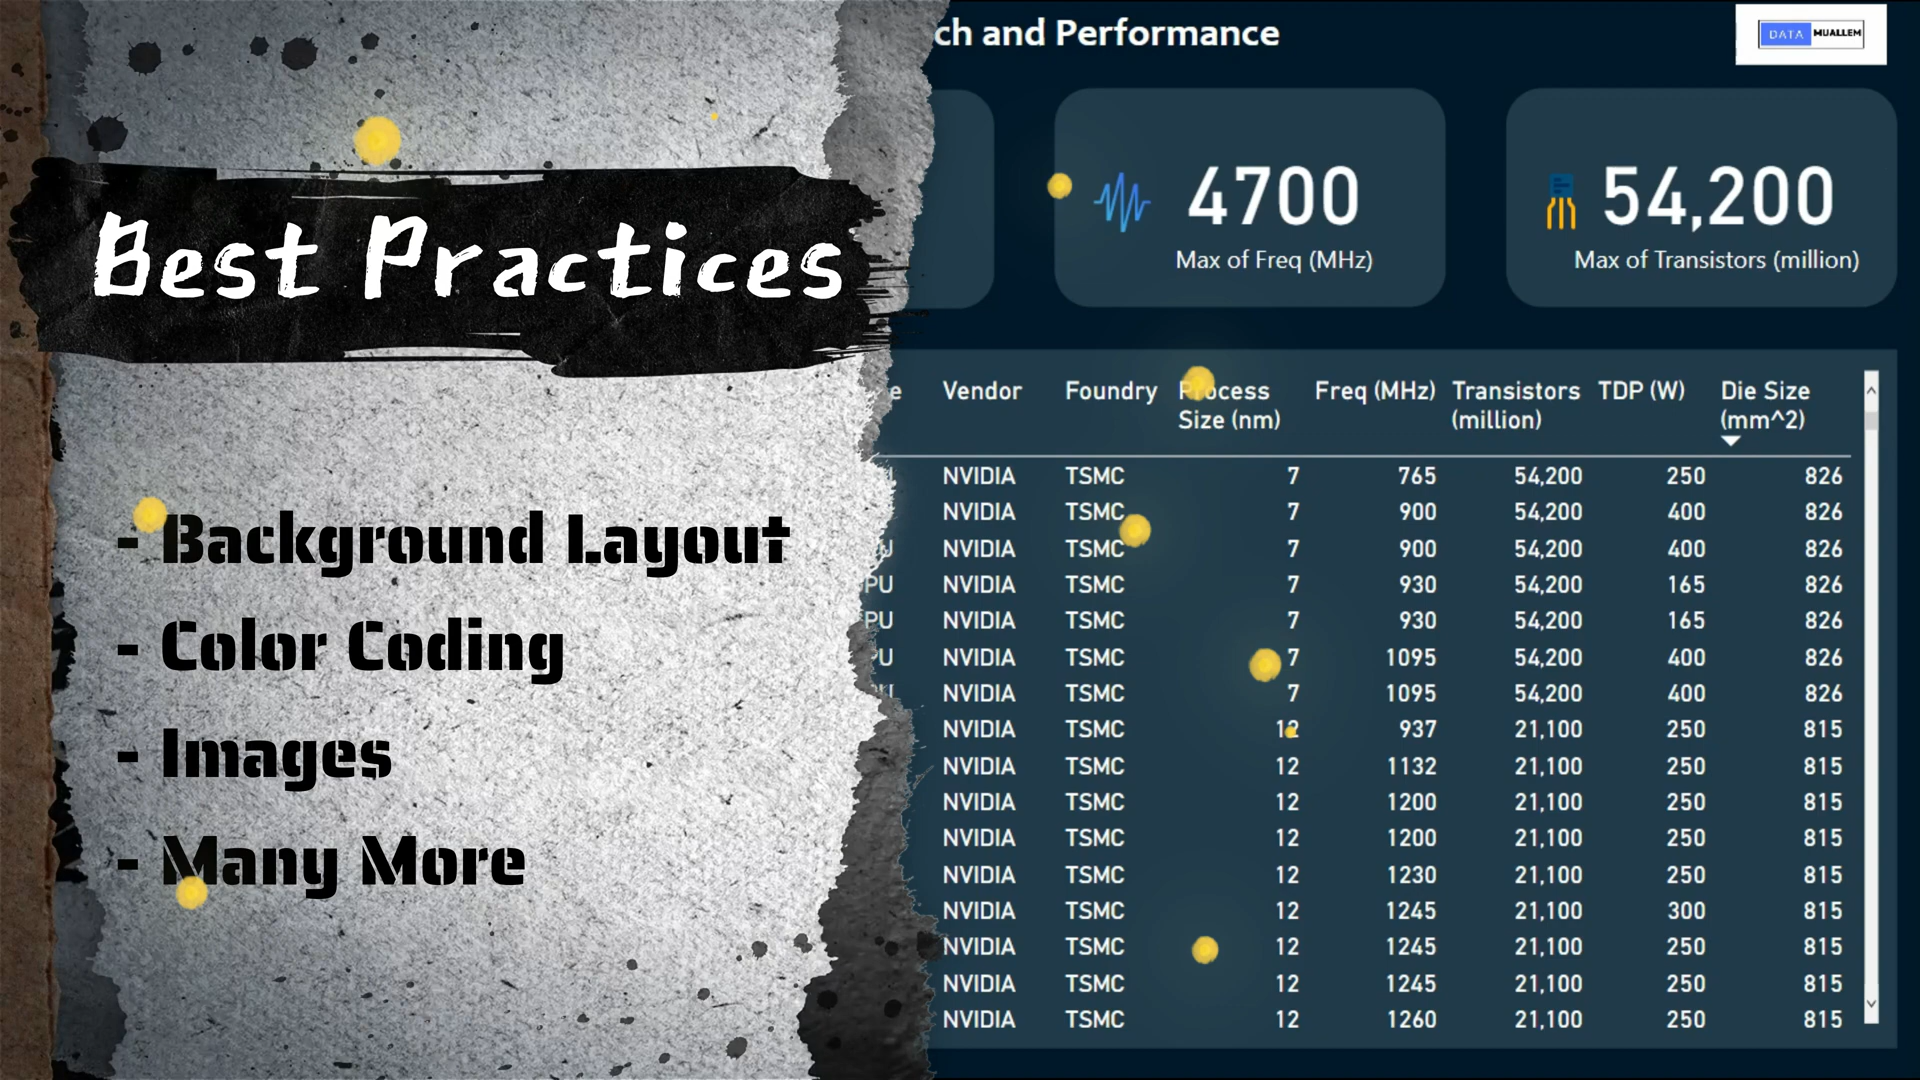 Best Practices
- Background Layout
- Color Coding
- Images
- Many More
ch and Performance
DATA MUALLEM
4700
Max of Freq (MHz)
54,200
Max of Transistors (million)
e Vendor Foundry Process Size (nm) Freq (MHz) Transistors (million) TDP (W) Die Size (mm^2)
NVIDIA TSMC 7 765 54,200 250 826
NVIDIA TSMC 7 900 54,200 400 826
NVIDIA TSMC 7 900 54,200 400 826
PU NVIDIA TSMC 7 930 54,200 165 826
PU NVIDIA TSMC 7 930 54,200 165 826
NVIDIA TSMC 7 1095 54,200 400 826
NVIDIA TSMC 7 1095 54,200 400 826
NVIDIA TSMC 12 937 21,100 250 815
NVIDIA TSMC 12 1132 21,100 250 815
NVIDIA TSMC 12 1200 21,100 250 815
NVIDIA TSMC 12 1200 21,100 250 815
NVIDIA TSMC 12 1230 21,100 250 815
NVIDIA TSMC 12 1245 21,100 300 815
NVIDIA TSMC 12 1245 21,100 250 815
NVIDIA TSMC 12 1245 21,100 250 815
NVIDIA TSMC 12 1260 21,100 250 815